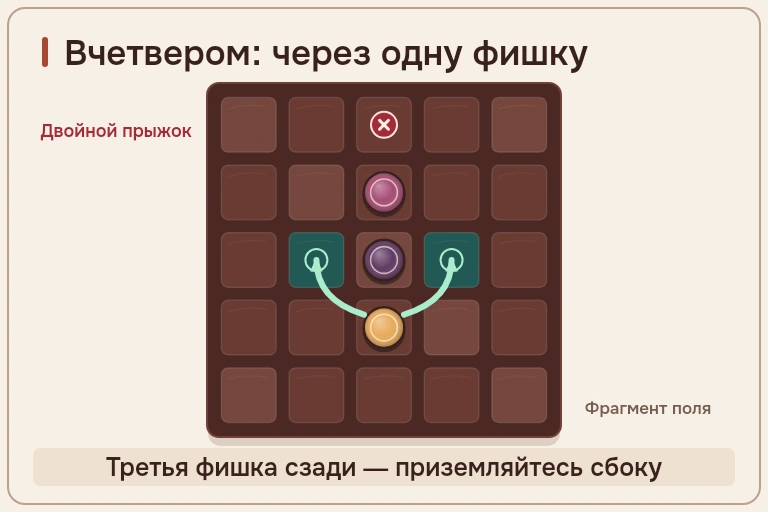 Вчетвером: через одну фишку
Двойной прыжок
Фрагмент поля
Третья фишка сзади — приземляйтесь сбоку